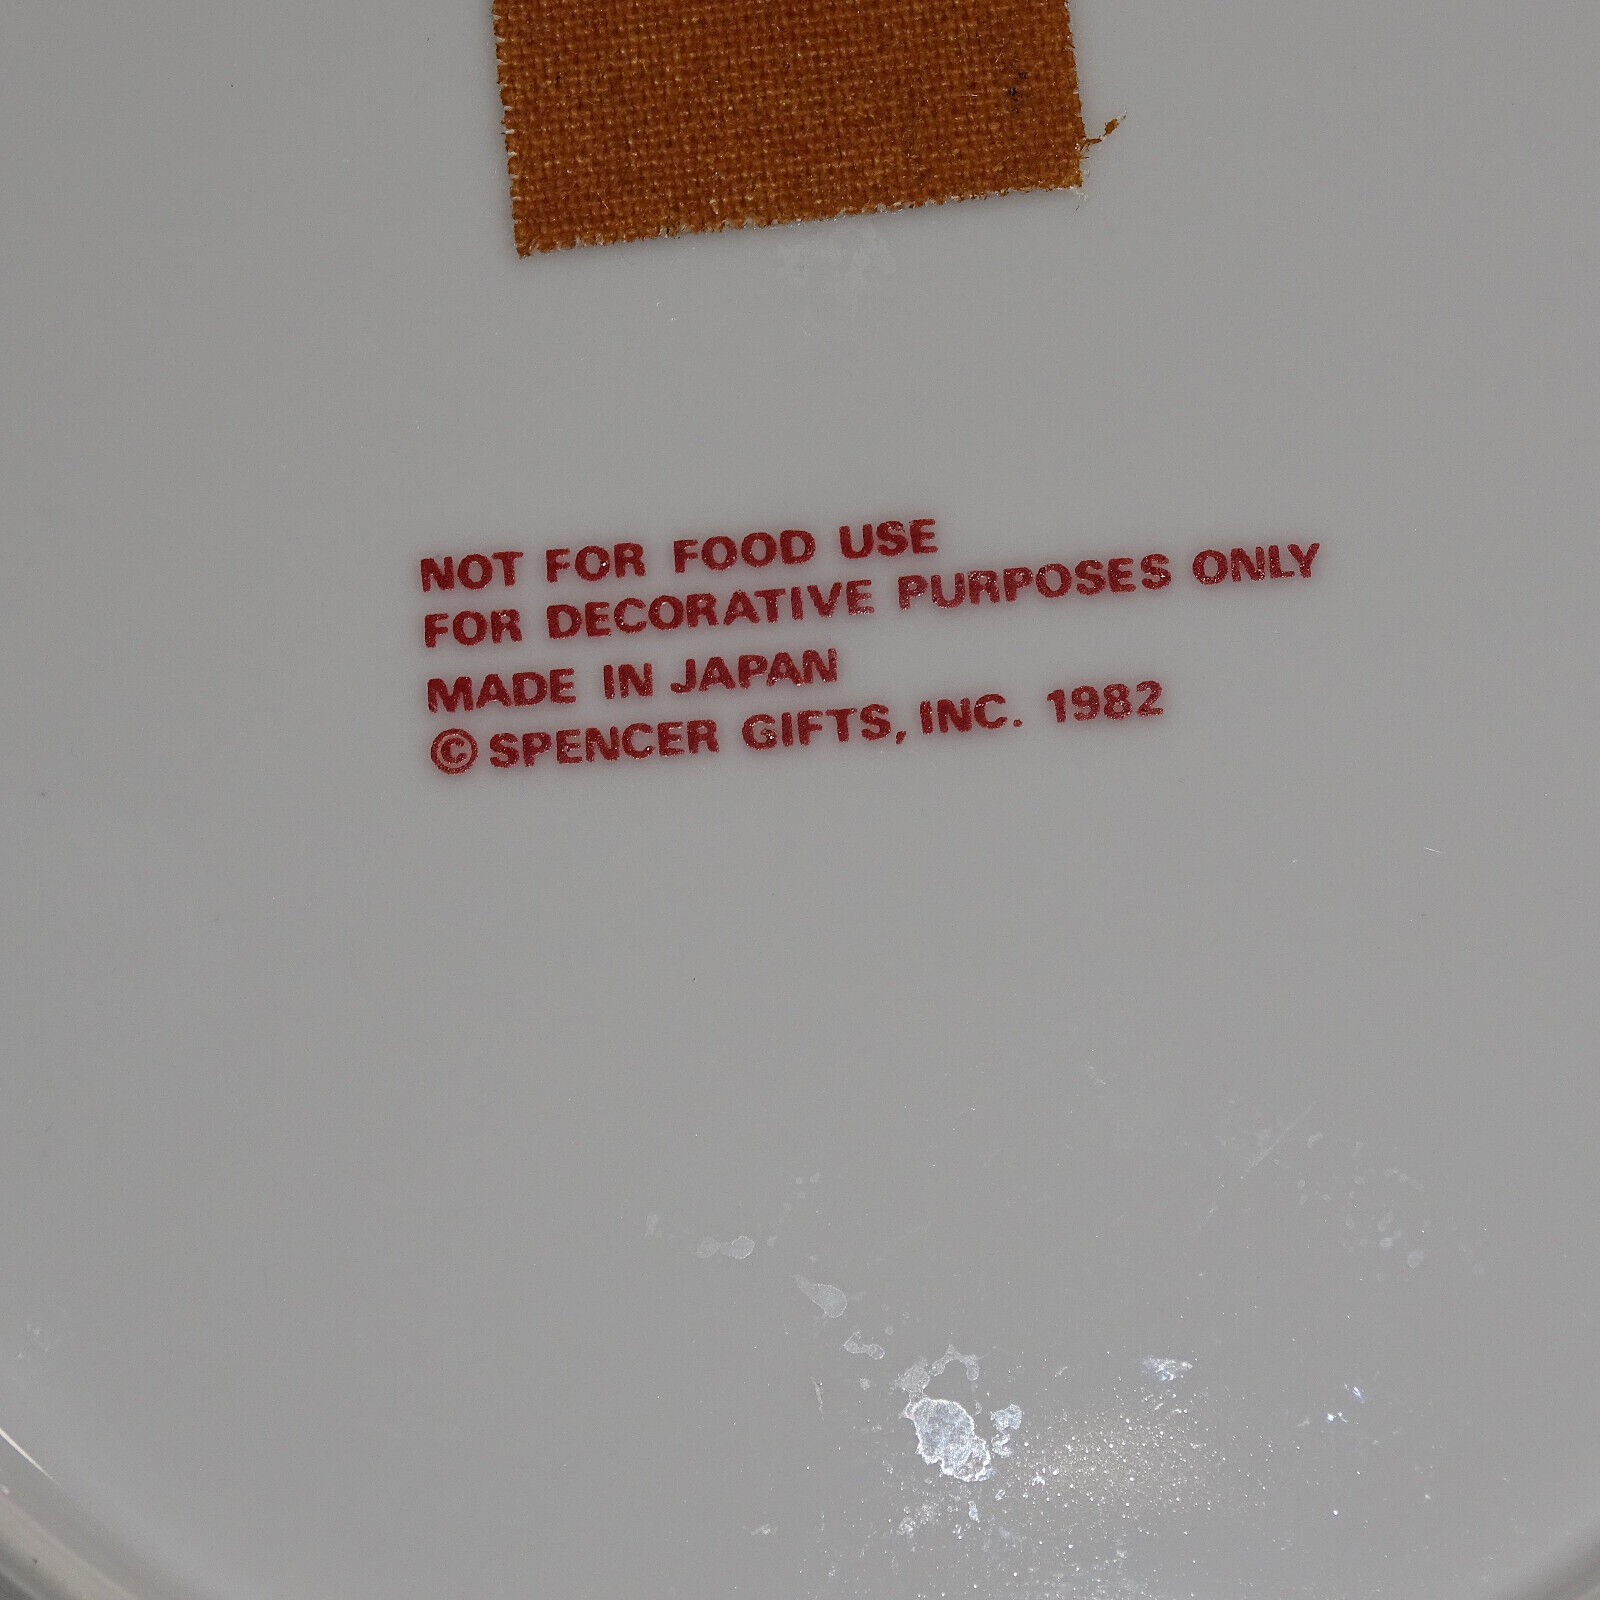 NOT FOR FOOD USE
FOR DECORATIVE PURPOSES ONLY
MADE IN JAPAN
© SPENCER GIFTS, INC. 1982